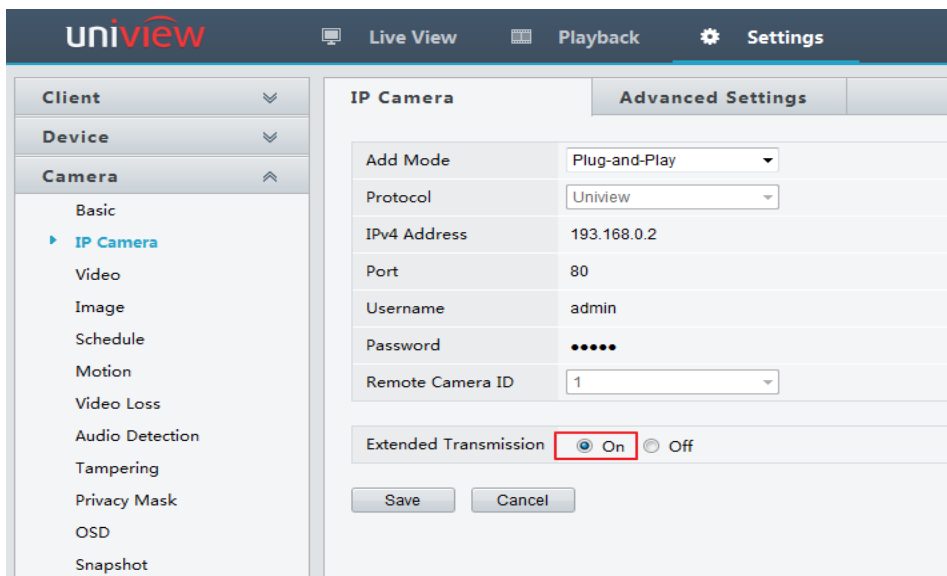 uniview Live View Playback Settings
Client
Device
Camera
Basic
IP Camera
Video
Image
Schedule
Motion
Video Loss
Audio Detection
Tampering
Privacy Mask
OSD
Snapshot
IP Camera Advanced Settings
Add Mode Plug-and-Play
Protocol Uniview
IPv4 Address 193.168.0.2
Port 80
Username admin
Password •••••
Remote Camera ID 1
Extended Transmission On Off
Save Cancel